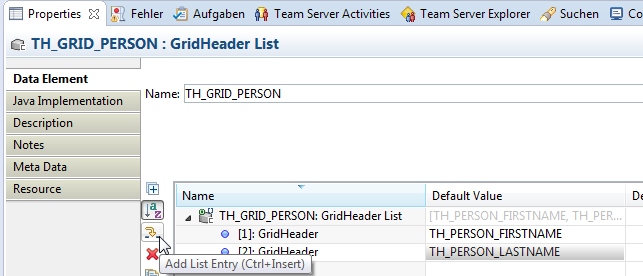 Properties Fehler Aufgaben Team Server Activities Team Server Explorer Suchen Co
TH_GRID_PERSON : GridHeader List
Data Element
Java Implementation
Description
Notes
Meta Data
Resource
Name: TH_GRID_PERSON
Name Default Value De
TH_GRID_PERSON: GridHeader List [TH_PERSON_FIRSTNAME, TH_PER...
[1]: GridHeader TH_PERSON_FIRSTNAME
[2]: GridHeader TH_PERSON_LASTNAME
Add List Entry (Ctrl+Insert)